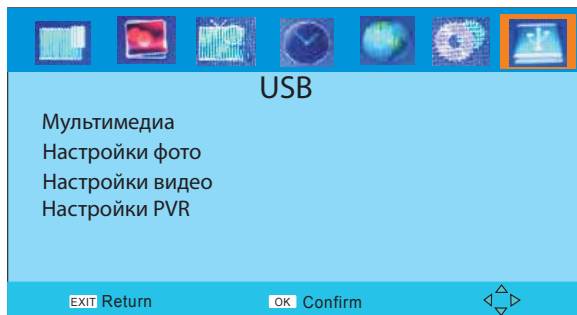 USB
Мультимедиа
Настройки фото
Настройки видео
Настройки PVR
EXIT Return OK Confirm